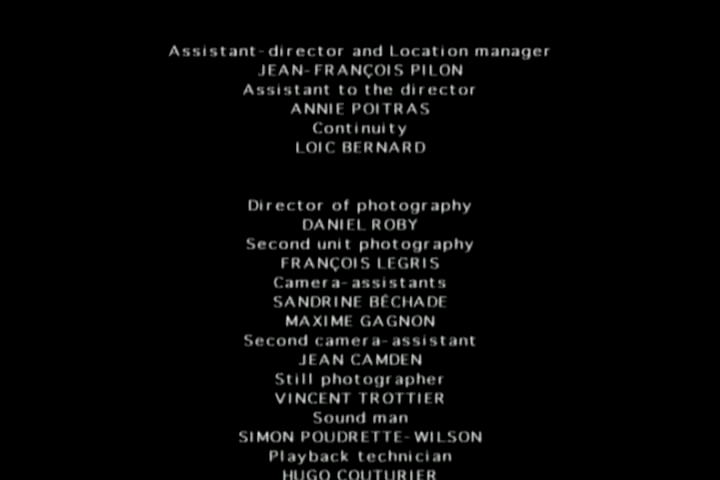 Assistant-director and Location manager
JEAN-FRANÇOIS PILON
Assistant to the director
ANNIE POITRAS
Continuity
LOIC BERNARD
Director of photography
DANIEL ROBY
Second unit photography
FRANÇOIS LEGRIS
Camera-assistants
SANDRINE BÉCHADE
MAXIME GAGNON
Second camera-assistant
JEAN CAMDEN
Still photographer
VINCENT TROTTIER
Sound man
SIMON POUDRETTE-WILSON
Playback technician
HUGO COUTURIER